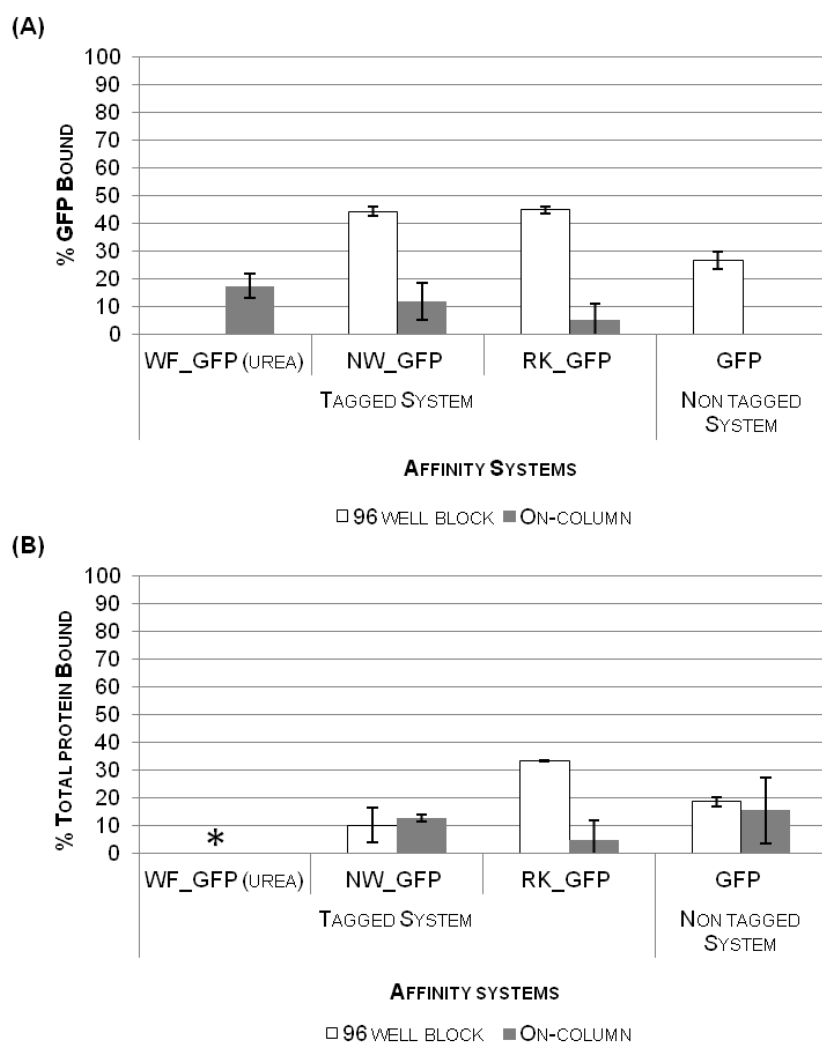 (A)
% GFP BOUND
100
90
80
70
60
50
40
30
20
10
0
WF_GFP (UREA) NW_GFP RK_GFP GFP
TAGGED SYSTEM NON TAGGED
SYSTEM
AFFINITY SYSTEMS
96 WELL BLOCK ON-COLUMN
(B)
% TOTAL PROTEIN BOUND
100
90
80
70
60
50
40
30
20
10
0
*
WF_GFP (UREA) NW_GFP RK_GFP GFP
TAGGED SYSTEM NON TAGGED
SYSTEM
AFFINITY SYSTEMS
96 WELL BLOCK ON-COLUMN